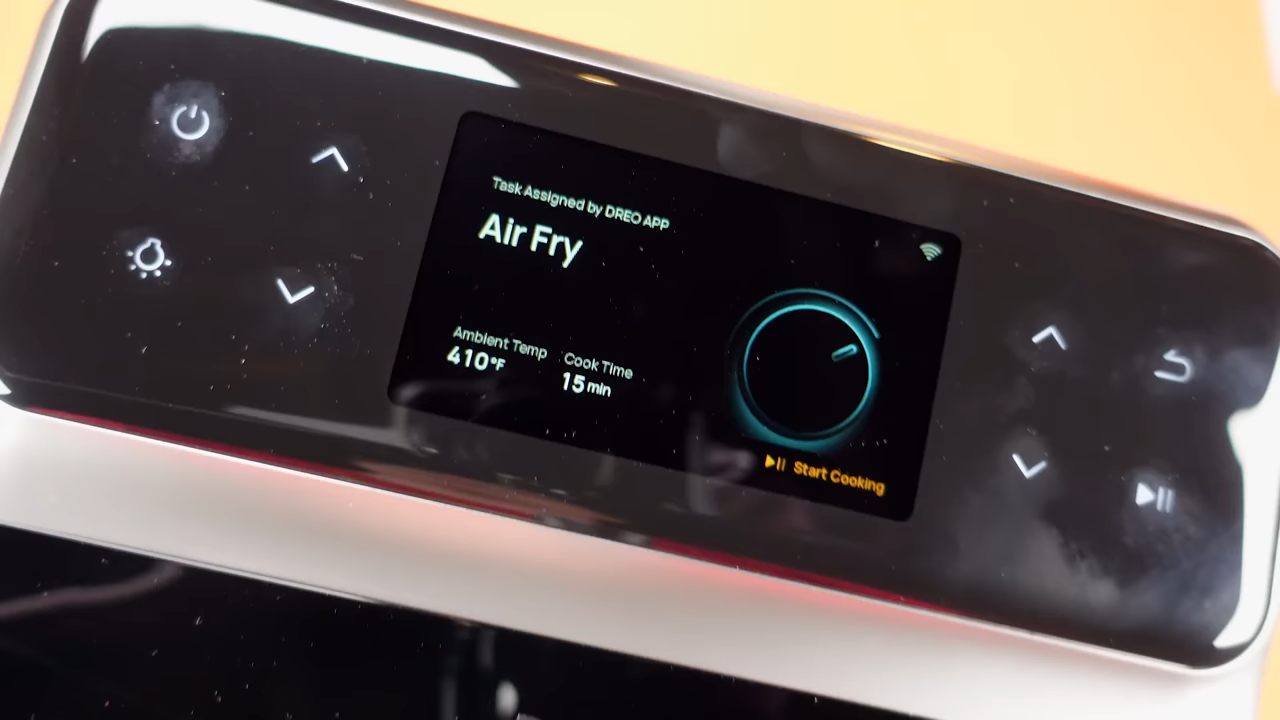 Task Assigned by DREO APP
Air Fry
Ambient Temp
410°F
Cook Time
15 min
Start Cooking